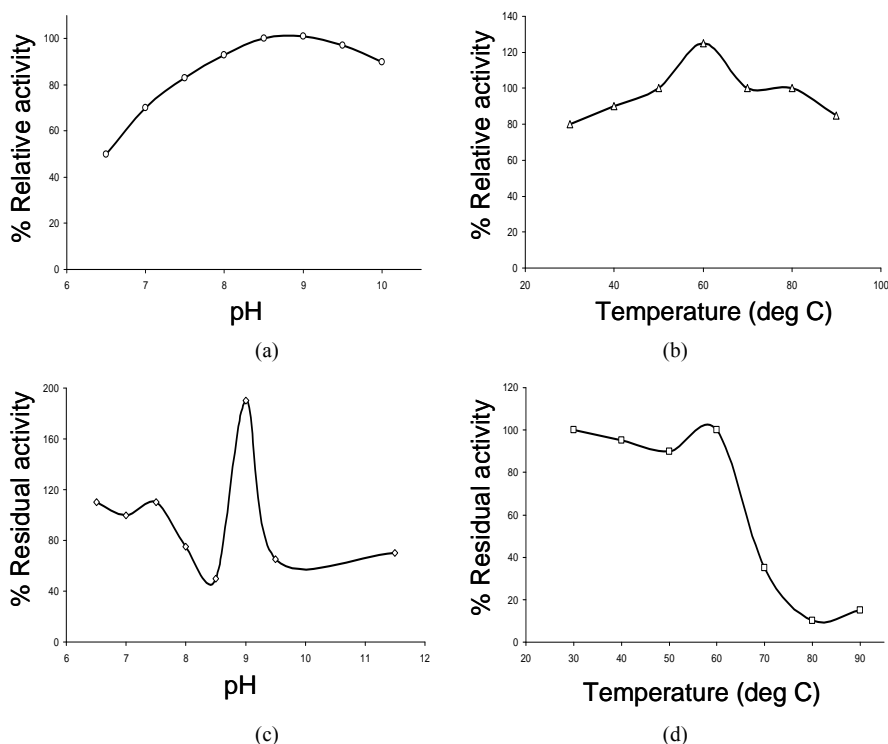 % Relative activity
100
80
60
40
20
0
6 7 8 9 10
pH
(a)
% Relative activity
140
120
100
80
60
40
20
0
20 40 60 80 100
Temperature (deg C)
(b)
% Residual activity
200
160
120
80
40
0
6 7 8 9 10 11 12
pH
(c)
% Residual activity
120
100
80
60
40
20
0
20 30 40 50 60 70 80 90
Temperature (deg C)
(d)